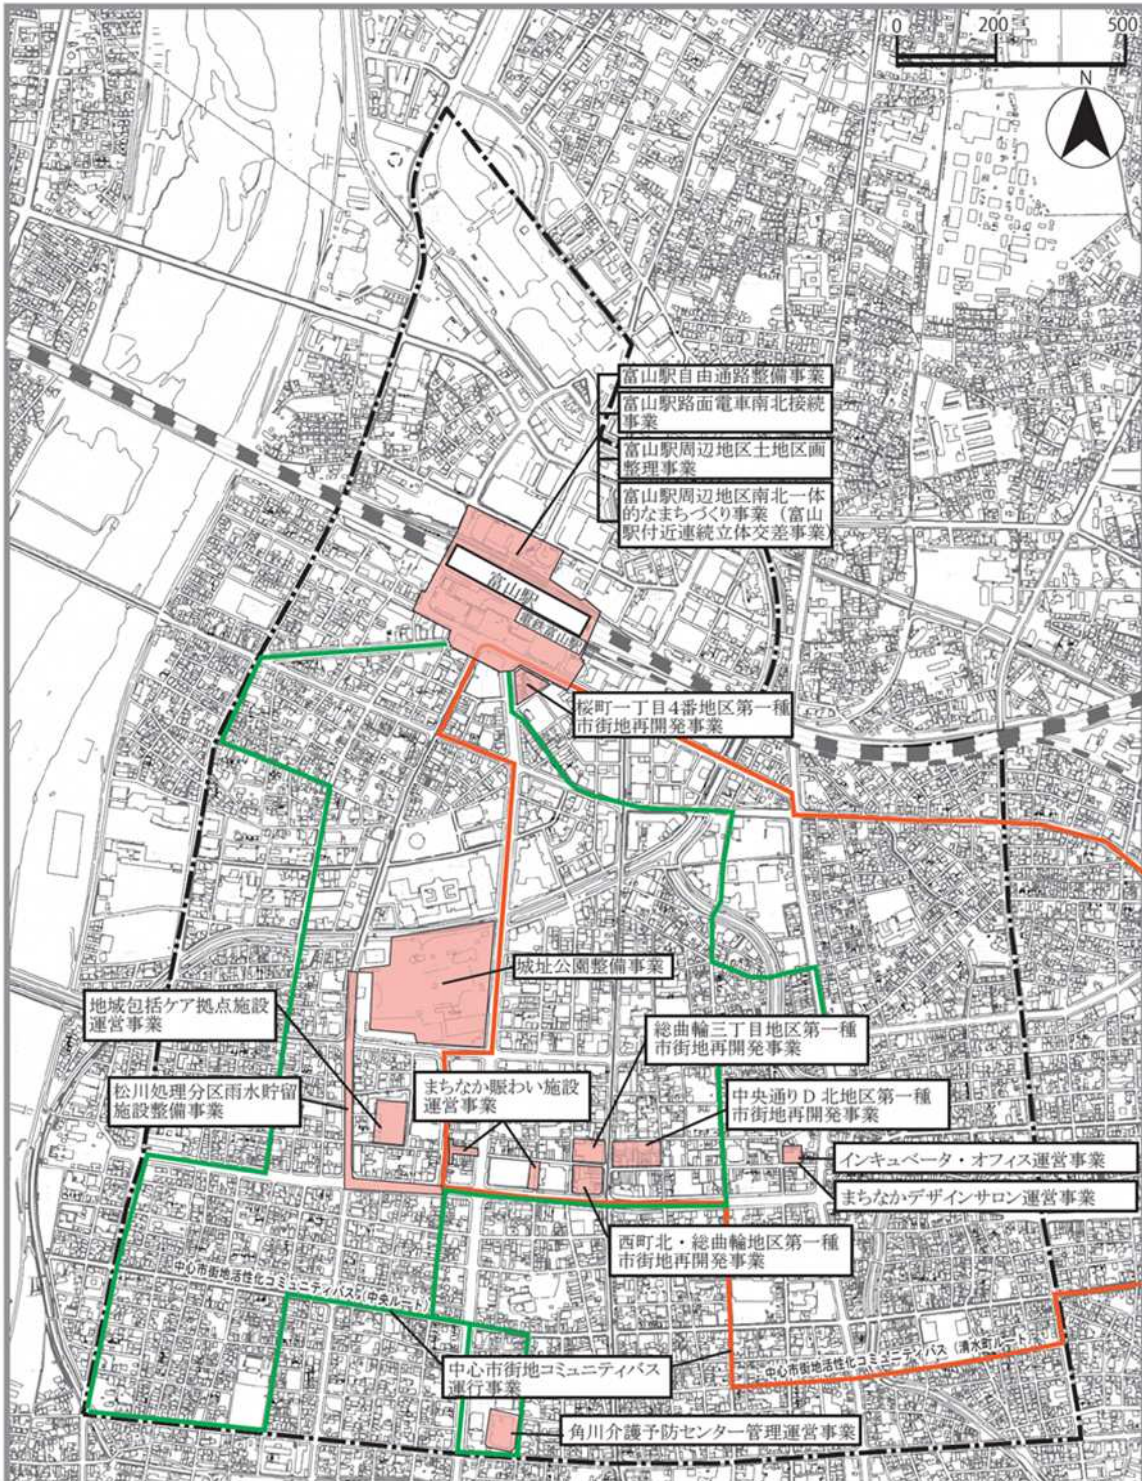 0
200
500
N
富山駅自由通路整備事業
富山駅路面電車南北接続
事業
富山駅周辺地区土地区画
整理事業
富山駅周辺地区南北一体
的なまちづくり事業（富山
駅付近連続立体交差事業）
富山駅
電鉄富山駅
桜町一丁目4番地区第一種
市街地再開発事業
城址公園整備事業
地域包括ケア拠点施設
運営事業
総曲輪三丁目地区第一種
市街地再開発事業
松川処理分区雨水貯留
施設整備事業
まちなか賑わい施設
運営事業
中央通りD北地区第一種
市街地再開発事業
インキュベータ・オフィス運営事業
まちなかデザインサロン運営事業
西町北・総曲輪地区第一種
市街地再開発事業
中心市街地活性化コミュニティバス（中央ルート）
中心市街地活性化コミュニティバス（清水町ルート）
中心市街地コミュニティバス
運行事業
角川介護予防センター管理運営事業